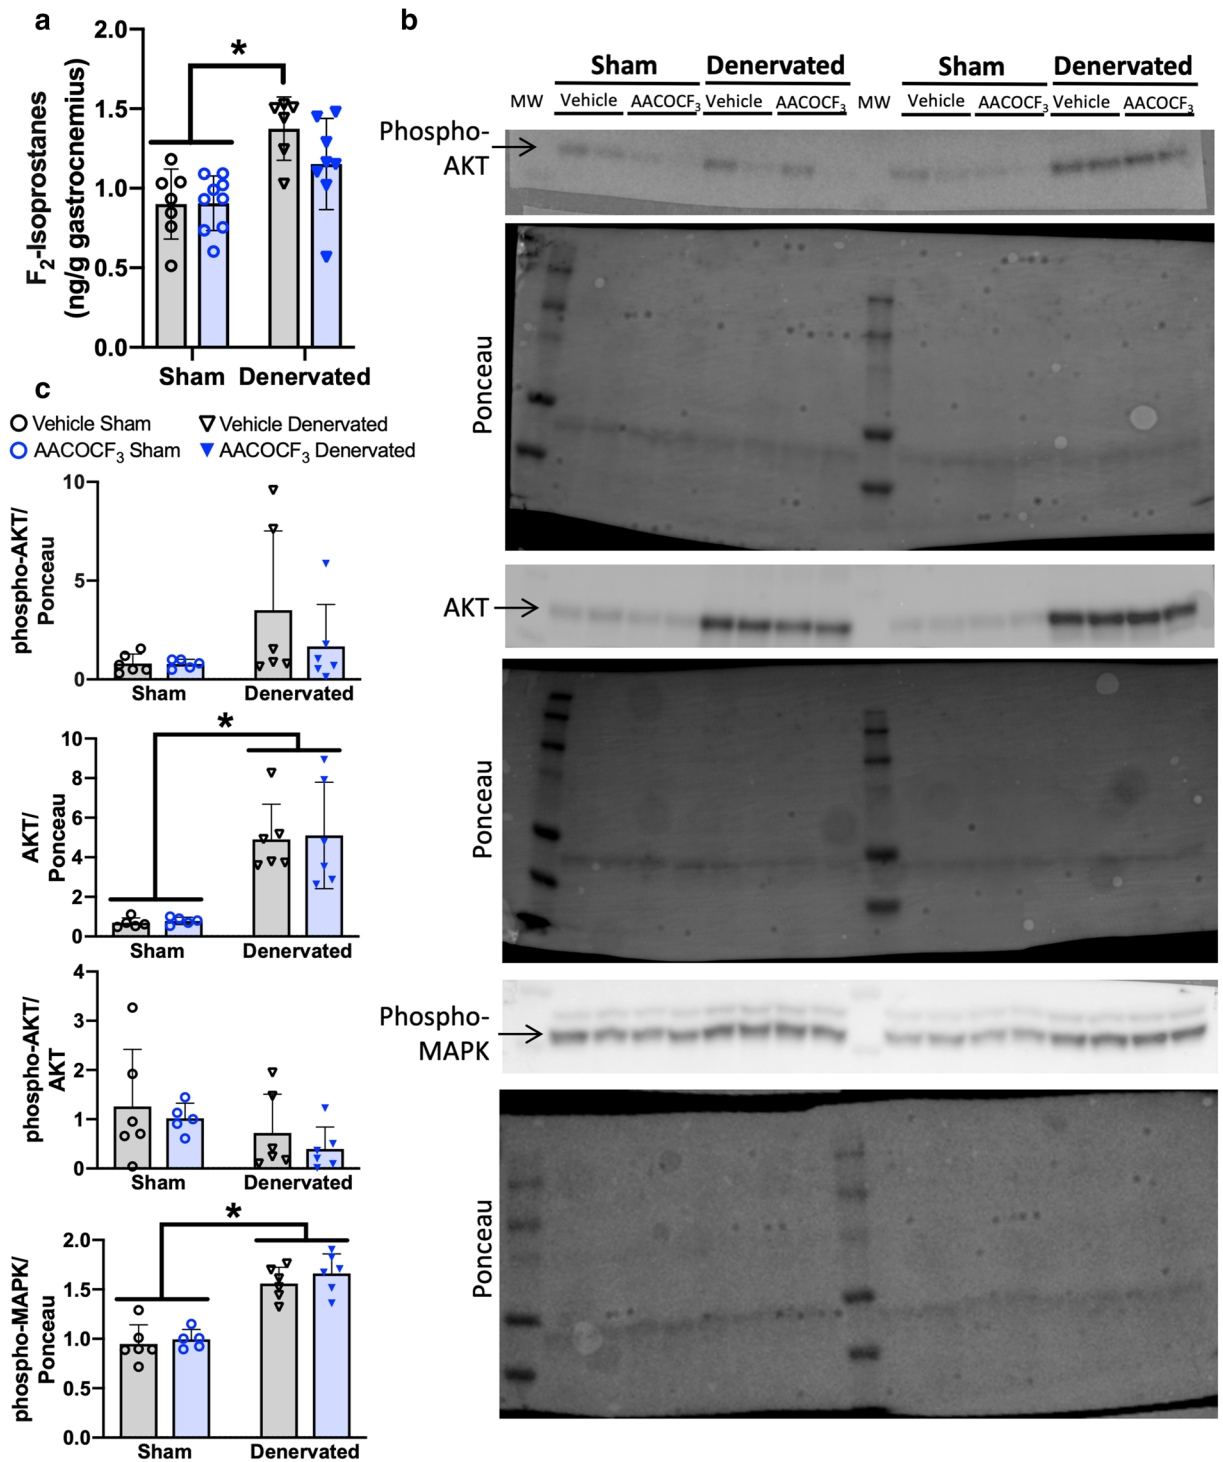 a
2.0
1.5
1.0
0.5
0.0
F2-Isoprostanes
(ng/g gastrocnemius)
*
Sham Denervated
b
Sham Denervated Sham Denervated
MW Vehicle AACOCF3 Vehicle AACOCF3 MW Vehicle AACOCF3 Vehicle AACOCF3
Phospho-
AKT
Ponceau
AKT
Ponceau
Phospho-
MAPK
Ponceau
c
Vehicle Sham Vehicle Denervated
AACOCF3 Sham AACOCF3 Denervated
phospho-AKT/
Ponceau
10
5
0
Sham Denervated
AKT/
Ponceau
*
10
8
6
4
2
0
Sham Denervated
phospho-AKT/
AKT
4
3
2
1
0
Sham Denervated
phospho-MAPK/
Ponceau
*
2.0
1.5
1.0
0.5
0.0
Sham Denervated